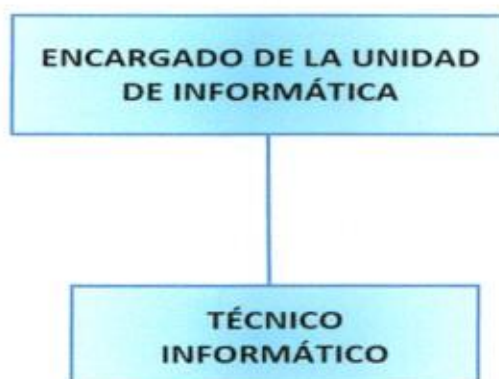 ENCARGADO DE LA UNIDAD
DE INFORMÁTICA
TÉCNICO
INFORMÁTICO